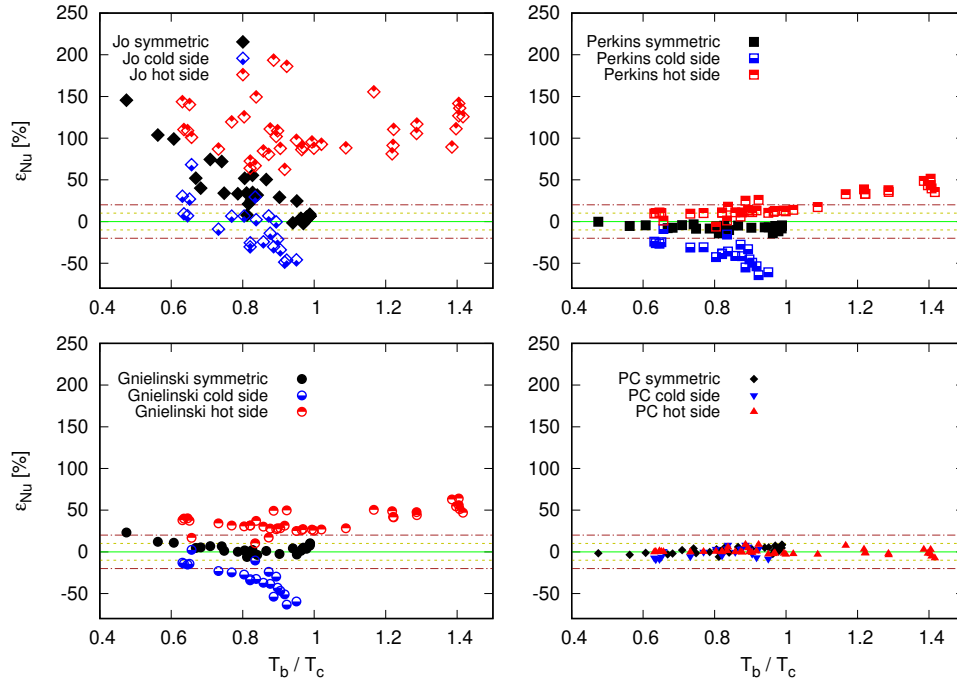 250
200
150
100
50
0
-50
0.4 0.6 0.8 1 1.2 1.4
ε_Nu [%]
Jo symmetric
Jo cold side
Jo hot side
250
200
150
100
50
0
-50
0.4 0.6 0.8 1 1.2 1.4
Perkins symmetric
Perkins cold side
Perkins hot side
250
200
150
100
50
0
-50
0.4 0.6 0.8 1 1.2 1.4
ε_Nu [%]
T_b / T_c
Gnielinski symmetric
Gnielinski cold side
Gnielinski hot side
250
200
150
100
50
0
-50
0.4 0.6 0.8 1 1.2 1.4
T_b / T_c
PC symmetric
PC cold side
PC hot side